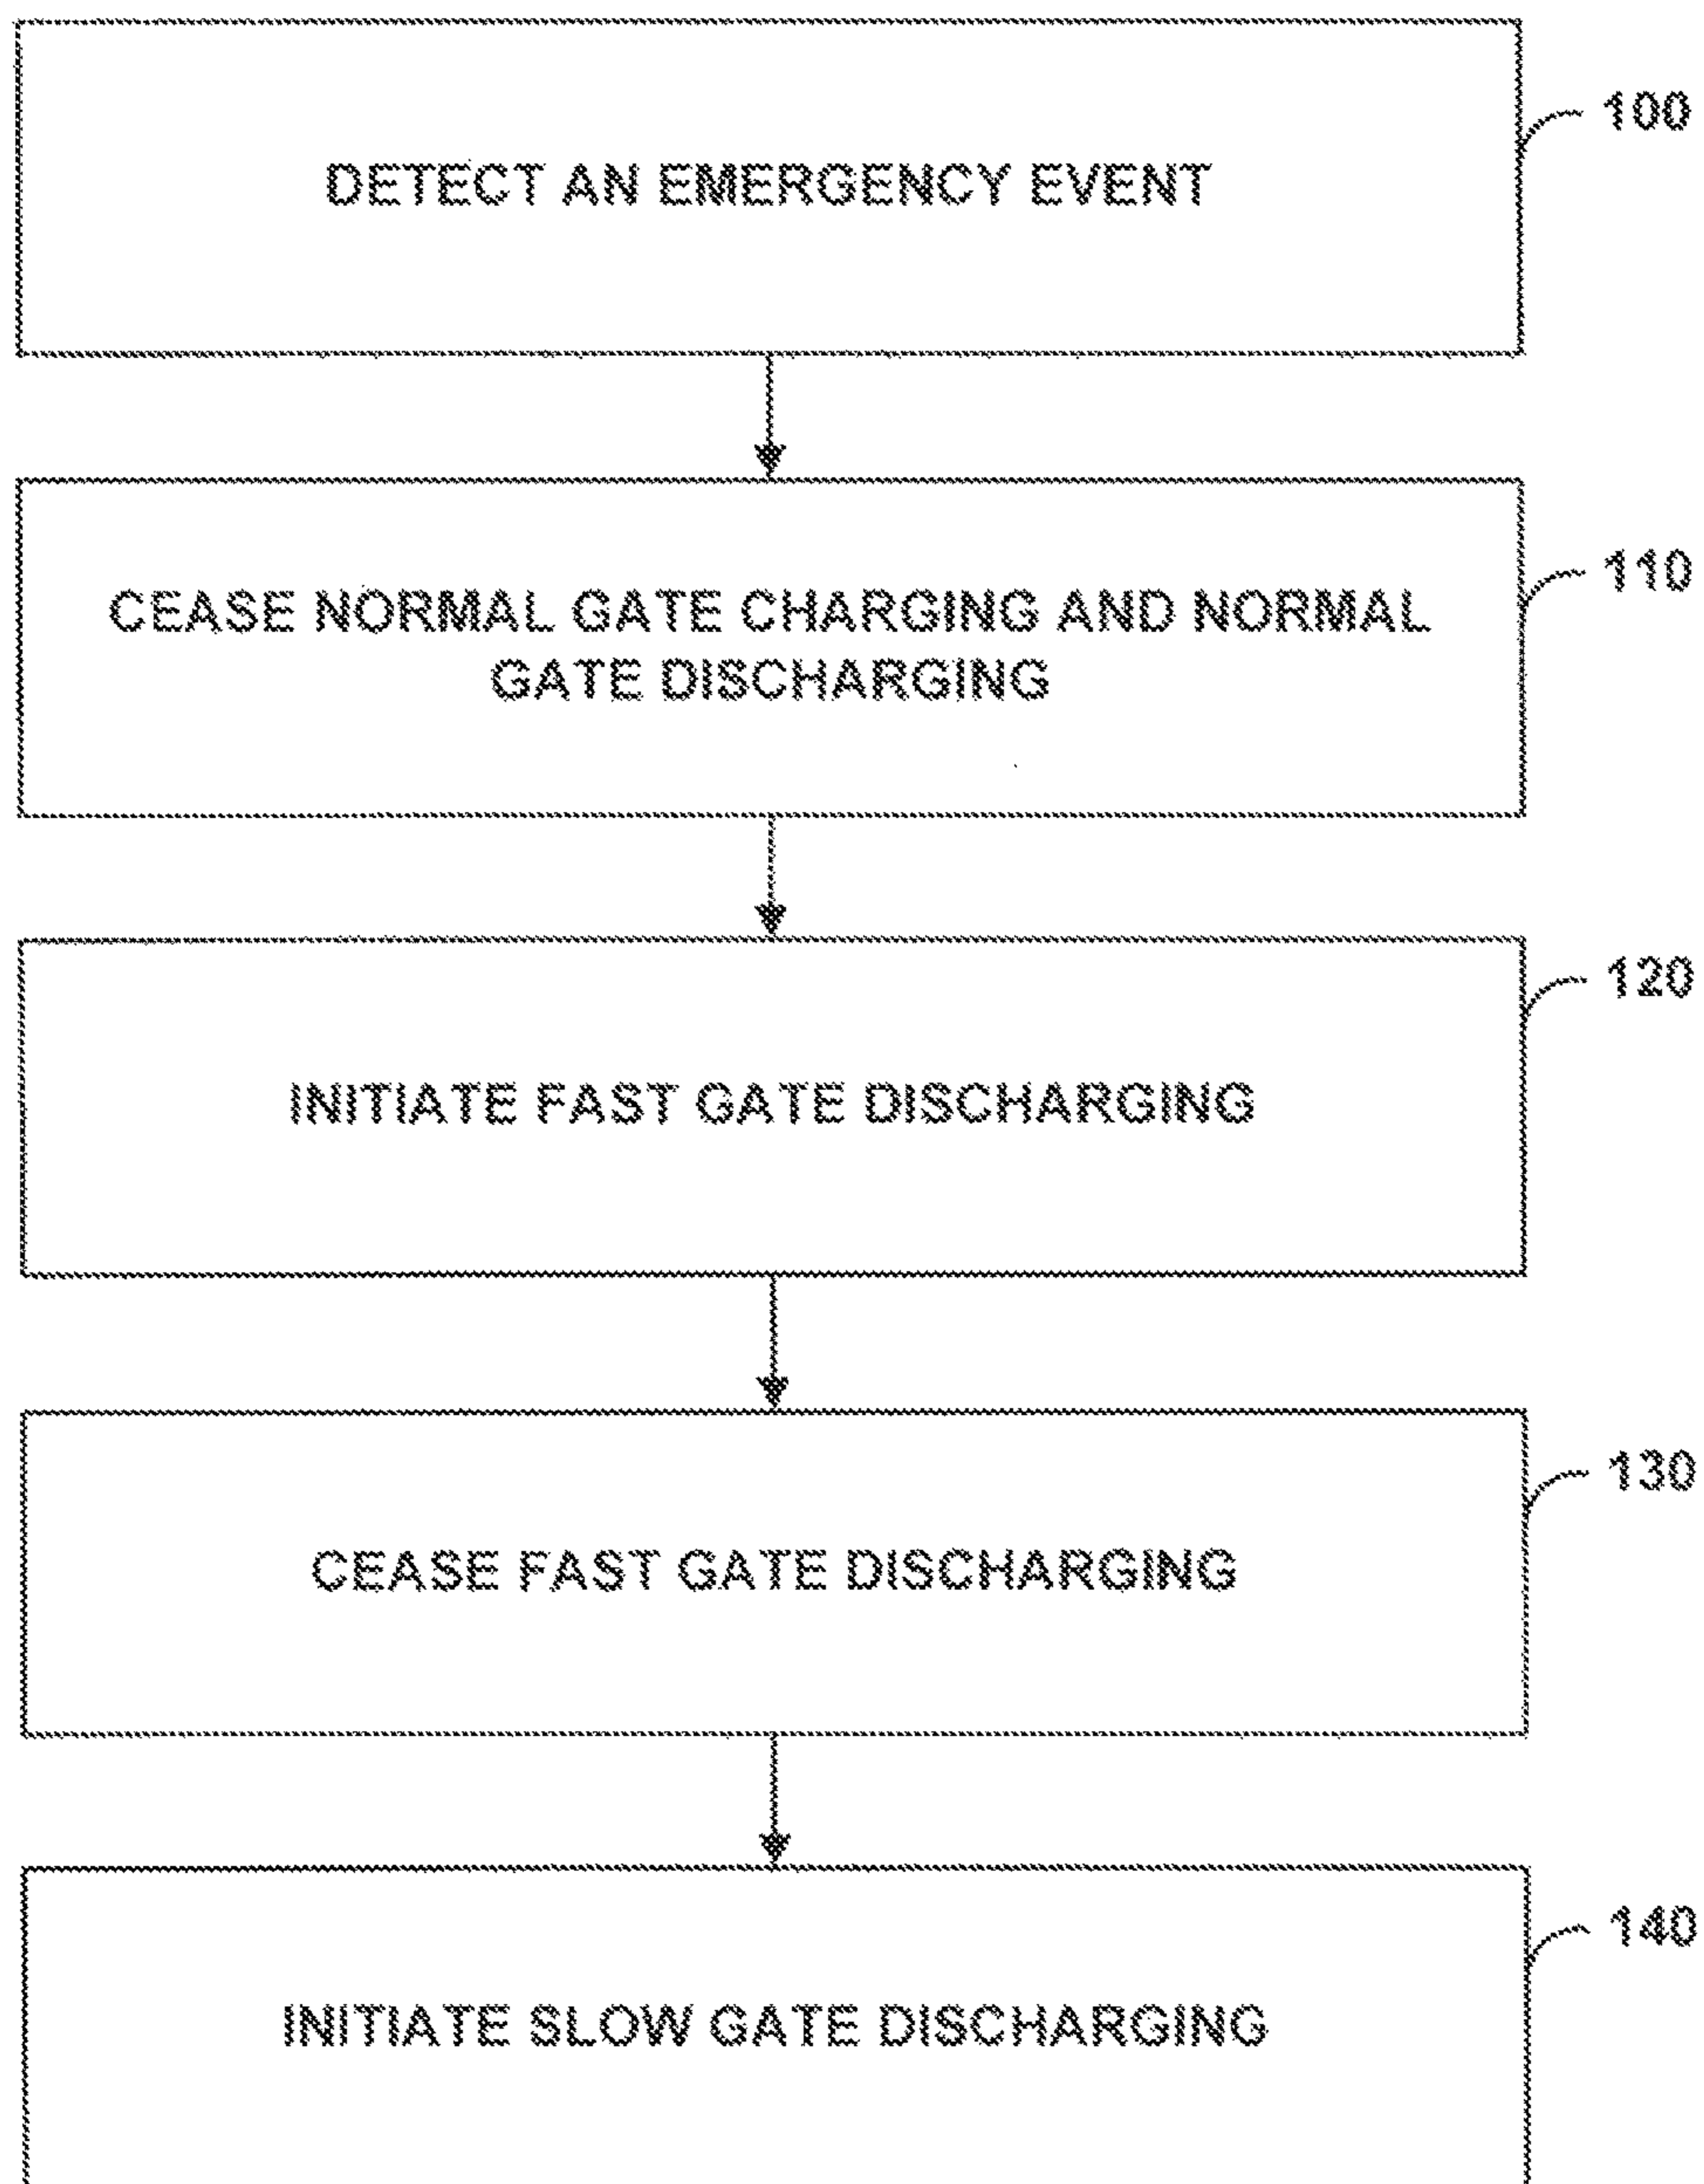 100
DETECT AN EMERGENCY EVENT
110
CEASE NORMAL GATE CHARGING AND NORMAL
GATE DISCHARGING
120
INITIATE FAST GATE DISCHARGING
130
CEASE FAST GATE DISCHARGING
140
INITIATE SLOW GATE DISCHARGING